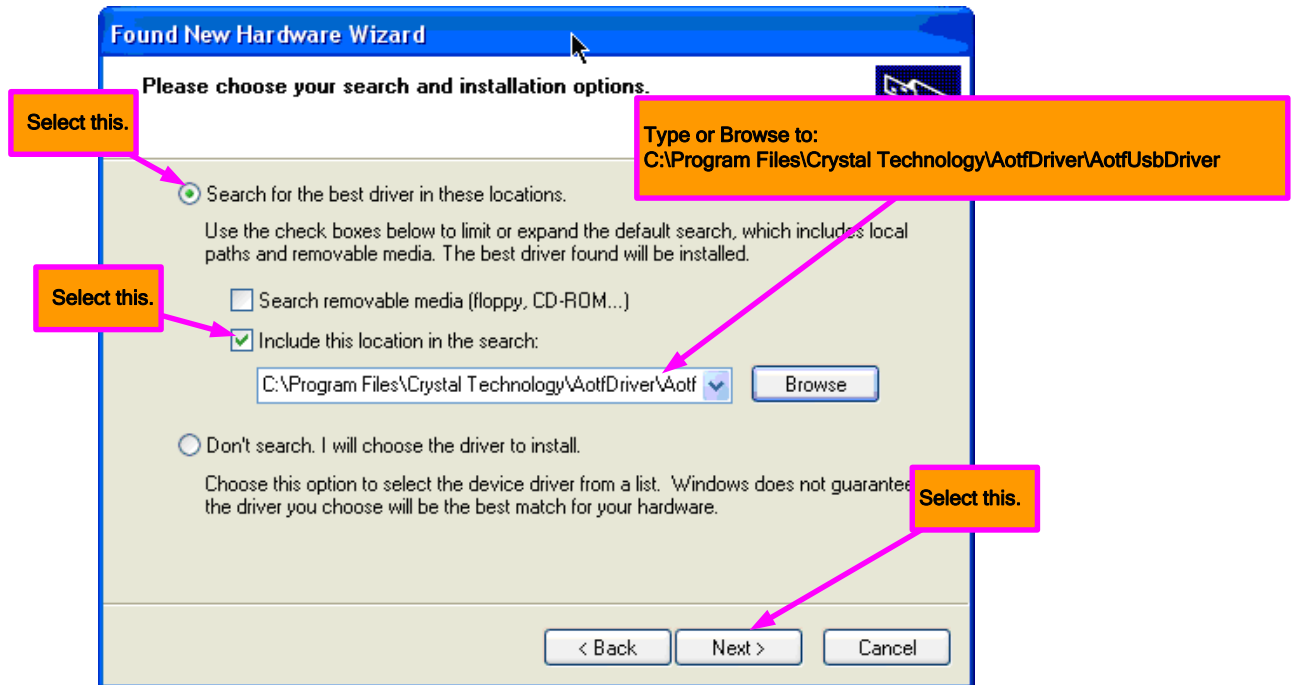 Found New Hardware Wizard
Please choose your search and installation options.
Select this.
Type or Browse to:
C:\Program Files\Crystal Technology\AotfDriver\AotfUsbDriver
Search for the best driver in these locations.
Use the check boxes below to limit or expand the default search, which includes local
paths and removable media. The best driver found will be installed.
Select this.
Search removable media (floppy, CD-ROM...)
Include this location in the search:
C:\Program Files\Crystal Technology\AotfDriver\Aotf
Browse
Don't search. I will choose the driver to install.
Choose this option to select the device driver from a list. Windows does not guarantee
the driver you choose will be the best match for your hardware.
Select this.
< Back
Next >
Cancel